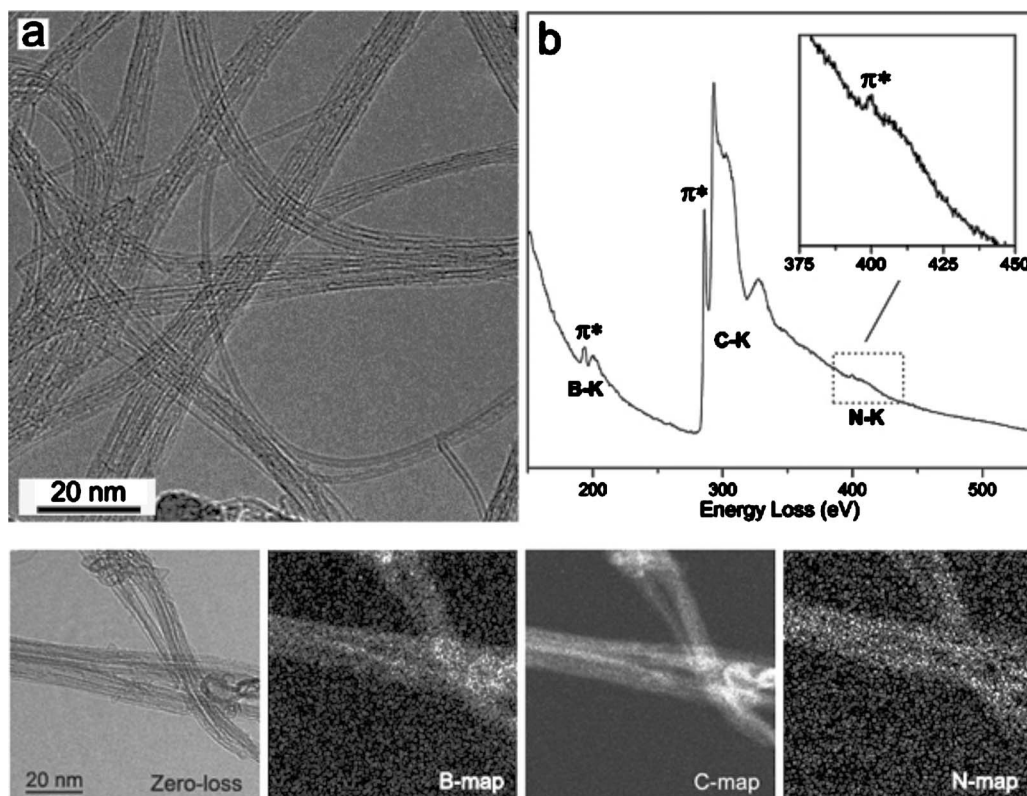 a
20 nm
b
π*
B-K
π*
C-K
N-K
π*
375 400 425 450
200 300 400 500
Energy Loss (eV)
20 nm
Zero-loss
B-map
C-map
N-map